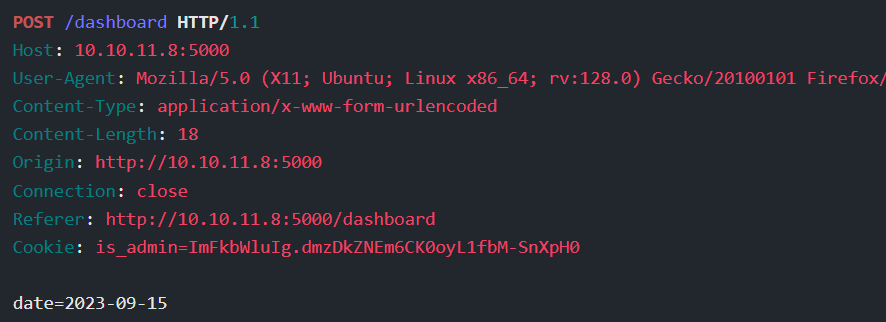 POST /dashboard HTTP/1.1
Host: 10.10.11.8:5000
User-Agent: Mozilla/5.0 (X11; Ubuntu; Linux x86_64; rv:128.0) Gecko/20100101 Firefox/
Content-Type: application/x-www-form-urlencoded
Content-Length: 18
Origin: http://10.10.11.8:5000
Connection: close
Referer: http://10.10.11.8:5000/dashboard
Cookie: is_admin=ImFkbWluIg.dmzDkZNEm6CK0oyL1fbM-SnXpH0
date=2023-09-15